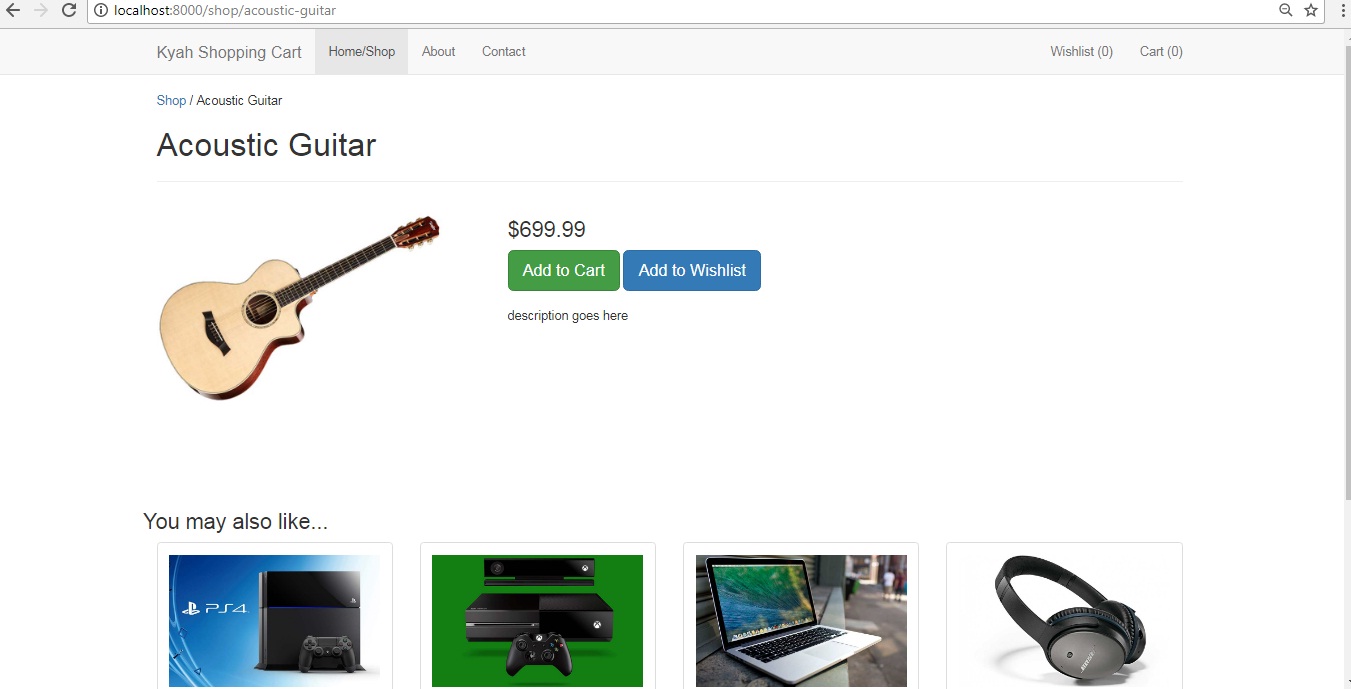 localhost:8000/shop/acoustic-guitar
Kyah Shopping Cart Home/Shop About Contact Wishlist (0) Cart (0)
Shop / Acoustic Guitar
Acoustic Guitar
$699.99
Add to Cart Add to Wishlist
description goes here
You may also like...
PS4